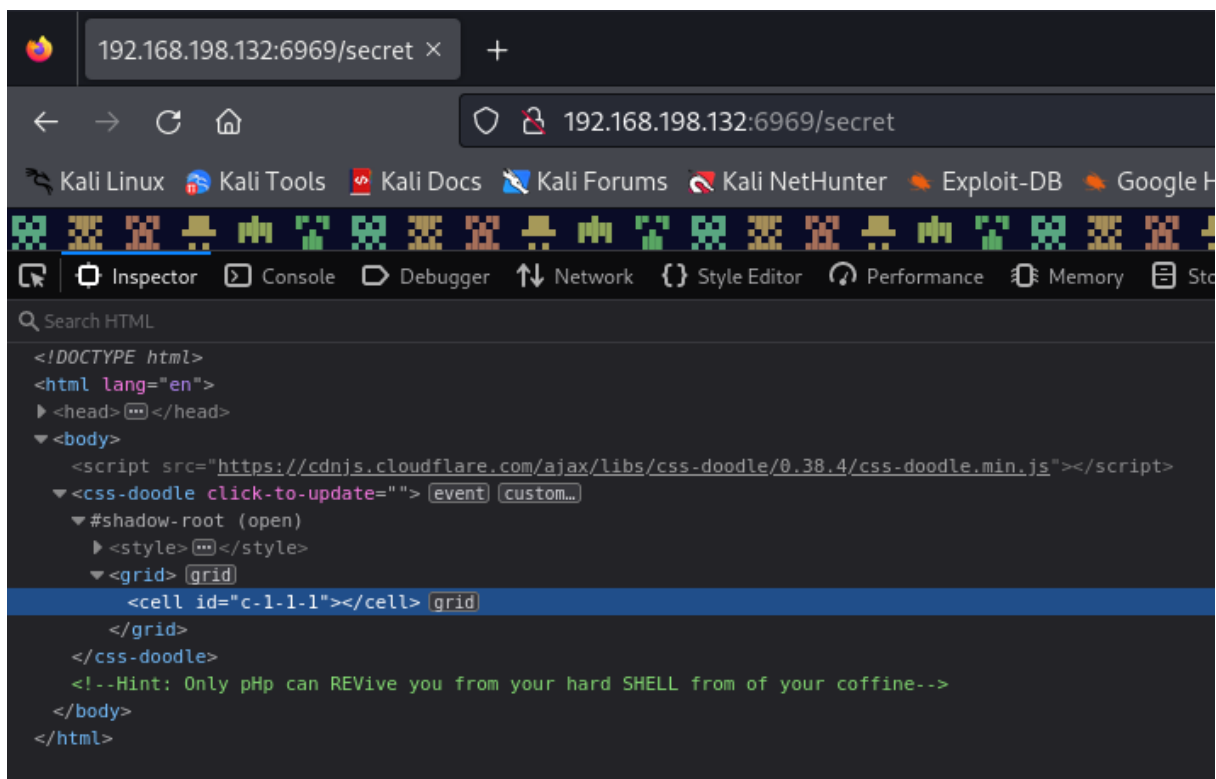 192.168.198.132:6969/secret × +
192.168.198.132:6969/secret
Kali Linux Kali Tools Kali Docs Kali Forums Kali NetHunter Exploit-DB Google H
Inspector Console Debugger Network {} Style Editor Performance Memory Sto
Search HTML
<!DOCTYPE html>
<html lang="en">
<head>⋯</head>
<body>
<script src="https://cdnjs.cloudflare.com/ajax/libs/css-doodle/0.38.4/css-doodle.min.js"></script>
<css-doodle click-to-update=""> event custom…
#shadow-root (open)
<style>⋯</style>
<grid> grid
<cell id="c-1-1-1"></cell> grid
</grid>
</css-doodle>
<!--Hint: Only pHp can REVive you from your hard SHELL from of your coffine-->
</body>
</html>